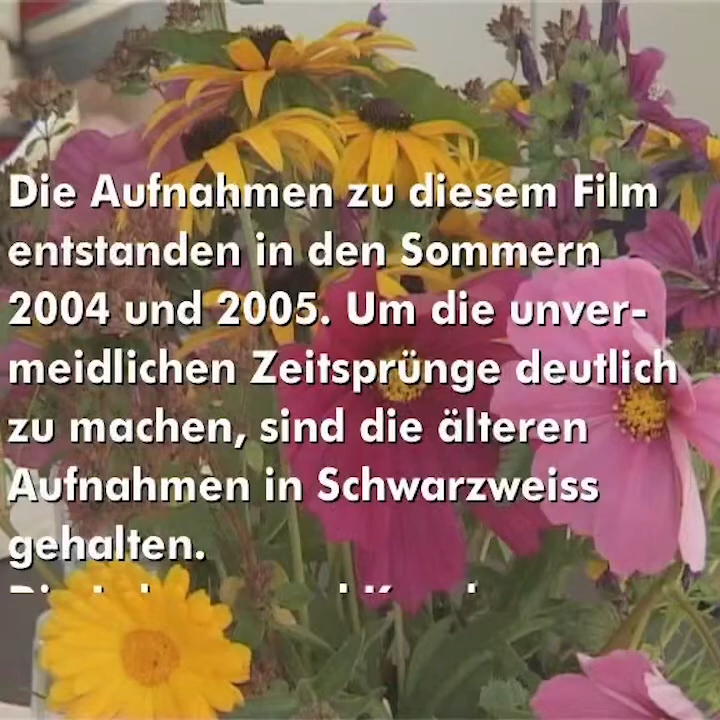 Die Aufnahmen zu diesem Film
entstanden in den Sommern
2004 und 2005. Um die unver-
meidlichen Zeitsprünge deutlich
zu machen, sind die älteren
Aufnahmen in Schwarzweiss
gehalten.